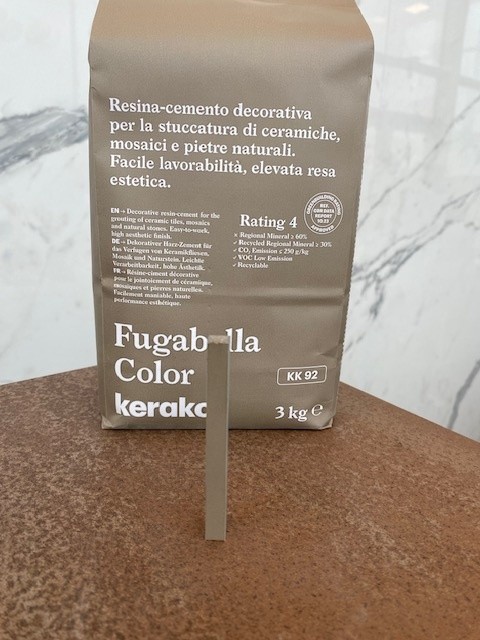 Resina-cemento decorativa
per la stuccatura di ceramiche,
mosaici e pietre naturali.
Facile lavorabilità, elevata resa
estetica.
EN → Decorative resin-cement for the
grouting of ceramic tiles, mosaics
and natural stones. Easy-to-work,
high aesthetic finish.
DE → Dekorativer Harz-Zement für
das Verfugen von Keramikfliesen,
Mosaik und Naturstein. Leichte
Verarbeitbarkeit, hohe Ästhetik.
FR → Résine-ciment décorative
pour le jointoiement de céramique,
mosaïques et pierres naturelles.
Facilement maniable, haute
performance esthétique.
Rating 4
× Regional Mineral ≥ 60%
✓ Recycled Regional Mineral ≥ 30%
✓ CO₂ Emission ≤ 250 g/kg
✓ VOC Low Emission
✓ Recyclable
Fugab lla
Color
KK 92
kerako
3 kg ℮